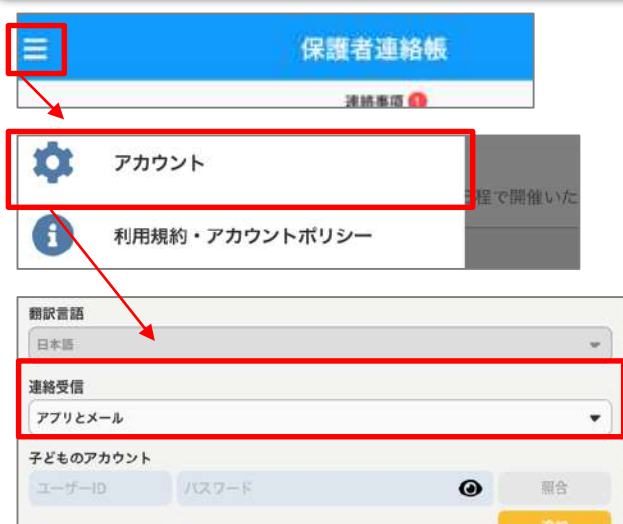 保護者連絡帳
連絡事項 1
アカウント
程で開催いた
利用規約・アカウントポリシー
翻訳言語
日本語
連絡受信
アプリとメール
子どものアカウント
ユーザーID パスワード 照合
追加